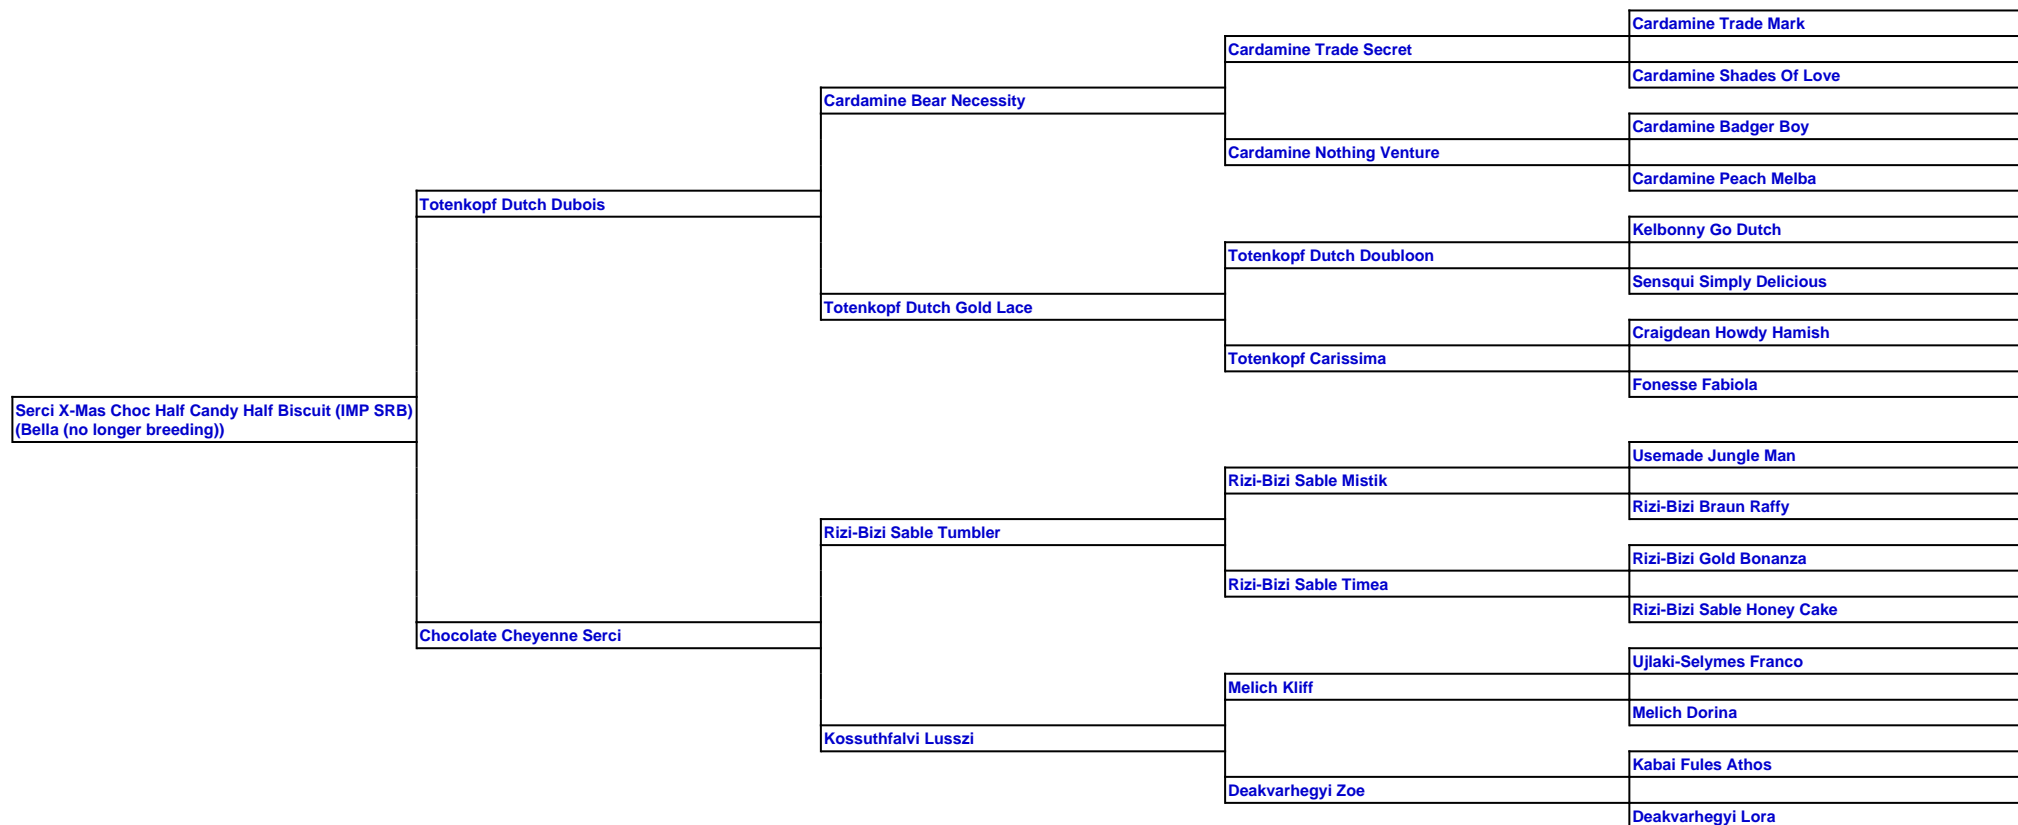 Cardamine Trade Mark
Cardamine Trade Secret
Cardamine Shades Of Love
Cardamine Bear Necessity
Cardamine Badger Boy
Cardamine Nothing Venture
Cardamine Peach Melba
Totenkopf Dutch Dubois
Kelbonny Go Dutch
Totenkopf Dutch Doubloon
Sensqui Simply Delicious
Totenkopf Dutch Gold Lace
Craigdean Howdy Hamish
Totenkopf Carissima
Fonesse Fabiola
Serci X-Mas Choc Half Candy Half Biscuit (IMP SRB)
(Bella (no longer breeding))
Usemade Jungle Man
Rizi-Bizi Sable Mistik
Rizi-Bizi Braun Raffy
Rizi-Bizi Sable Tumbler
Rizi-Bizi Gold Bonanza
Rizi-Bizi Sable Timea
Rizi-Bizi Sable Honey Cake
Chocolate Cheyenne Serci
Ujlaki-Selymes Franco
Melich Kliff
Melich Dorina
Kossuthfalvi Lusszi
Kabai Fules Athos
Deakvarhegyi Zoe
Deakvarhegyi Lora